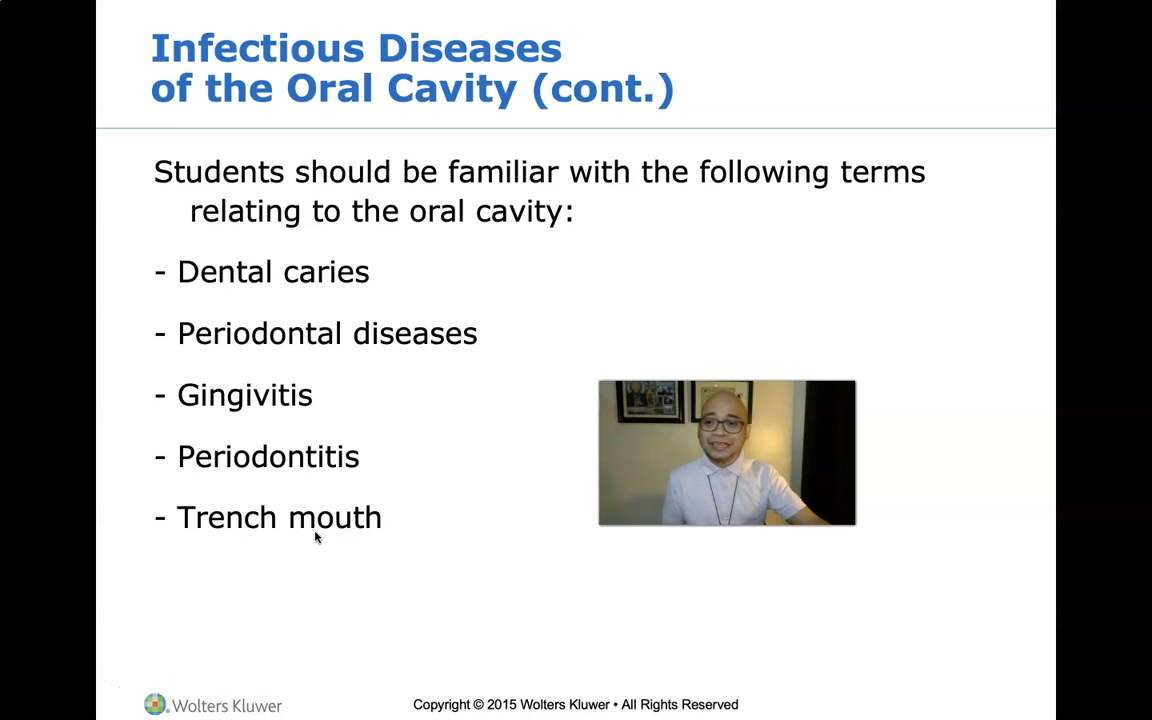 Infectious Diseases
of the Oral Cavity (cont.)
Students should be familiar with the following terms
relating to the oral cavity:
- Dental caries
- Periodontal diseases
- Gingivitis
- Periodontitis
- Trench mouth
Wolters Kluwer
Copyright © 2015 Wolters Kluwer • All Rights Reserved